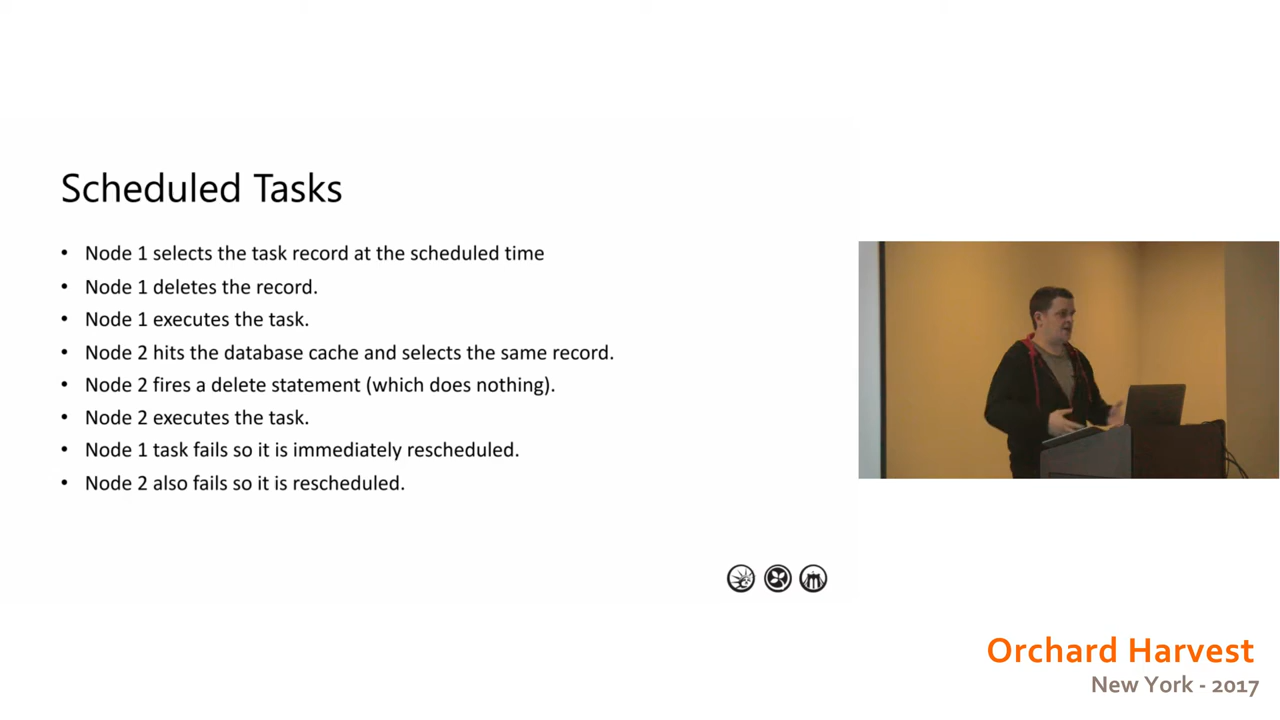 Scheduled Tasks
• Node 1 selects the task record at the scheduled time
• Node 1 deletes the record.
• Node 1 executes the task.
• Node 2 hits the database cache and selects the same record.
• Node 2 fires a delete statement (which does nothing).
• Node 2 executes the task.
• Node 1 task fails so it is immediately rescheduled.
• Node 2 also fails so it is rescheduled.
Orchard Harvest
New York - 2017